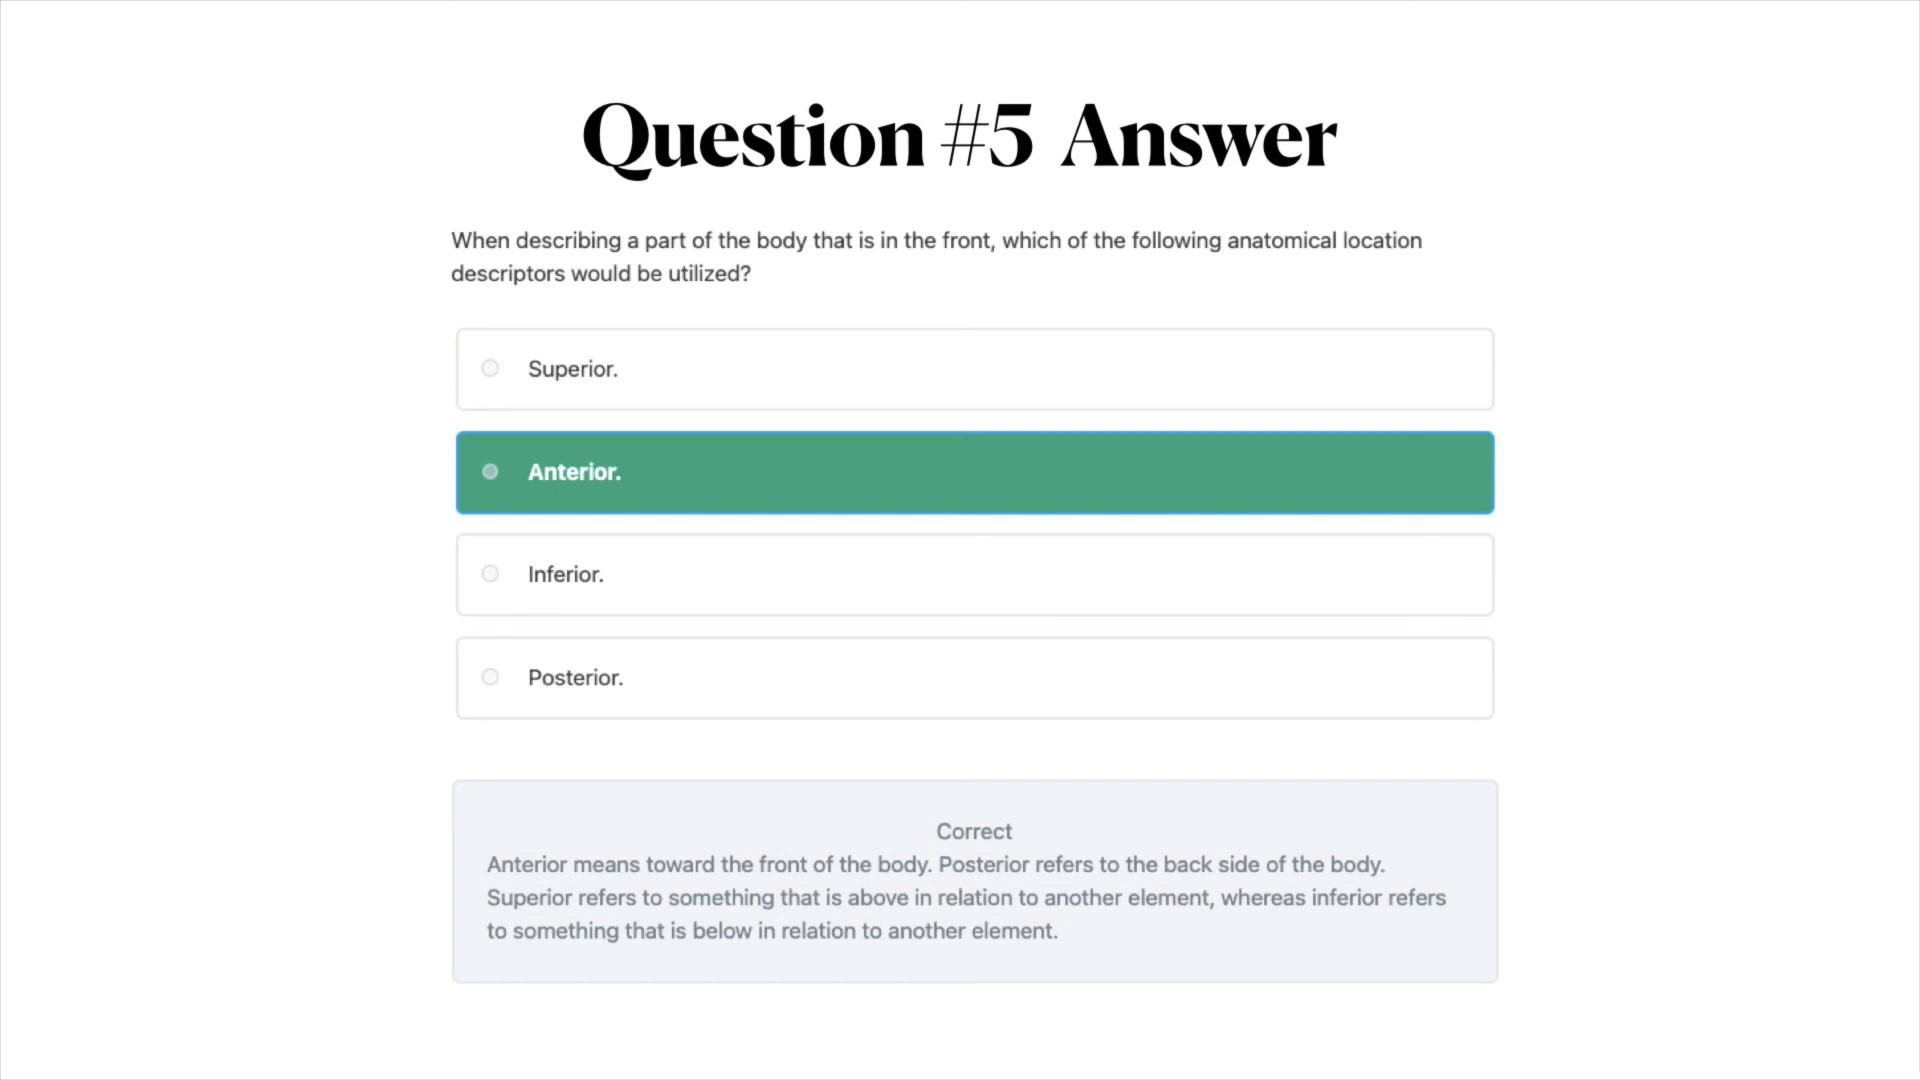 Question #5 Answer
When describing a part of the body that is in the front, which of the following anatomical location
descriptors would be utilized?
Superior.
Anterior.
Inferior.
Posterior.
Correct
Anterior means toward the front of the body. Posterior refers to the back side of the body.
Superior refers to something that is above in relation to another element, whereas inferior refers
to something that is below in relation to another element.